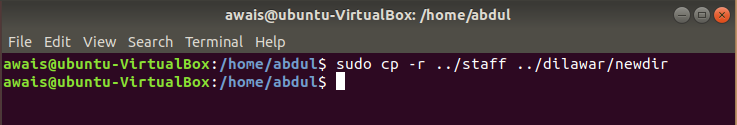 awais@ubuntu-VirtualBox: /home/abdul
File Edit View Search Terminal Help
awais@ubuntu-VirtualBox:/home/abdul$ sudo cp -r ../staff ../dilawar/newdir
awais@ubuntu-VirtualBox:/home/abdul$